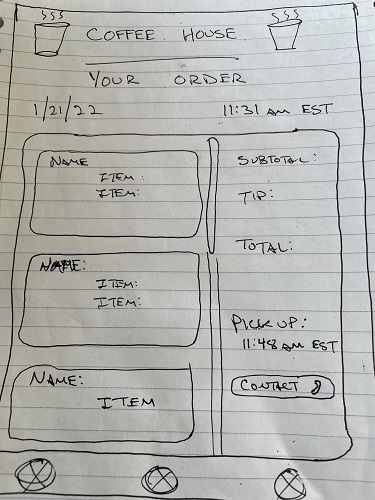 COFFEE HOUSE
YOUR ORDER
1/21/22 11:31 am EST
NAME
ITEM:
ITEM:
NAME:
ITEM:
ITEM:
NAME:
ITEM
SUBTOTAL:
TIP:
TOTAL:
PICK UP:
11:48 am EST
CONTACT